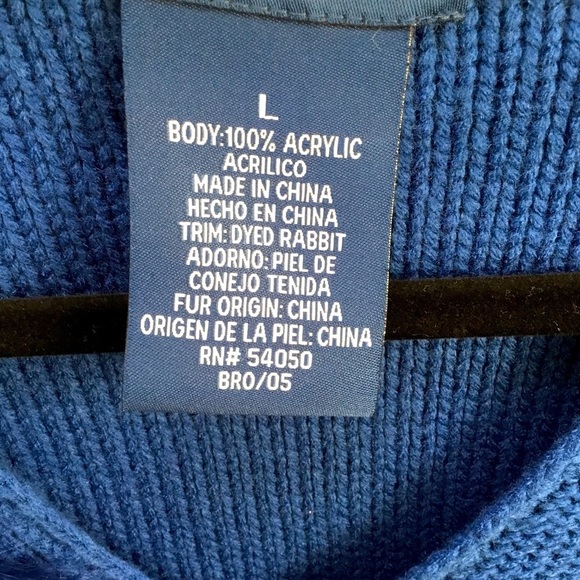 L
BODY:100% ACRYLIC
ACRILICO
MADE IN CHINA
HECHO EN CHINA
TRIM:DYED RABBIT
ADORNO:PIEL DE
CONEJO TENIDA
FUR ORIGIN: CHINA
ORIGEN DE LA PIEL: CHINA
RN# 54050
BRO/05